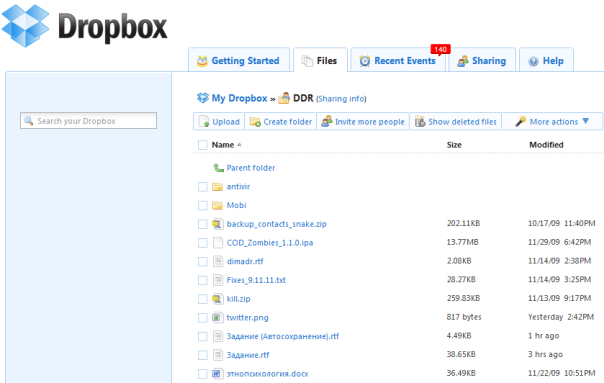 Dropbox
Getting Started Files Recent Events 140 Sharing Help
My Dropbox » DDR (Sharing info)
Search your Dropbox
Upload Create folder Invite more people Show deleted files More actions ▼
Name Size Modified
Parent folder
antivir
Mobi
backup_contacts_snake.zip 202.11KB 10/17/09 11:40PM
COD_Zombies_1.1.0.ipa 13.77MB 11/29/09 6:42PM
dimadr.rtf 2.08KB 11/14/09 2:38PM
Fixes_9.11.11.txt 28.27KB 11/14/09 3:25PM
kill.zip 259.83KB 11/13/09 9:17PM
twitter.png 817 bytes Yesterday 2:42PM
Задание (Автосохранение).rtf 4.49KB 1 hr ago
Задание.rtf 38.65KB 3 hrs ago
этнопсихология.docx 36.49KB 11/22/09 10:51PM